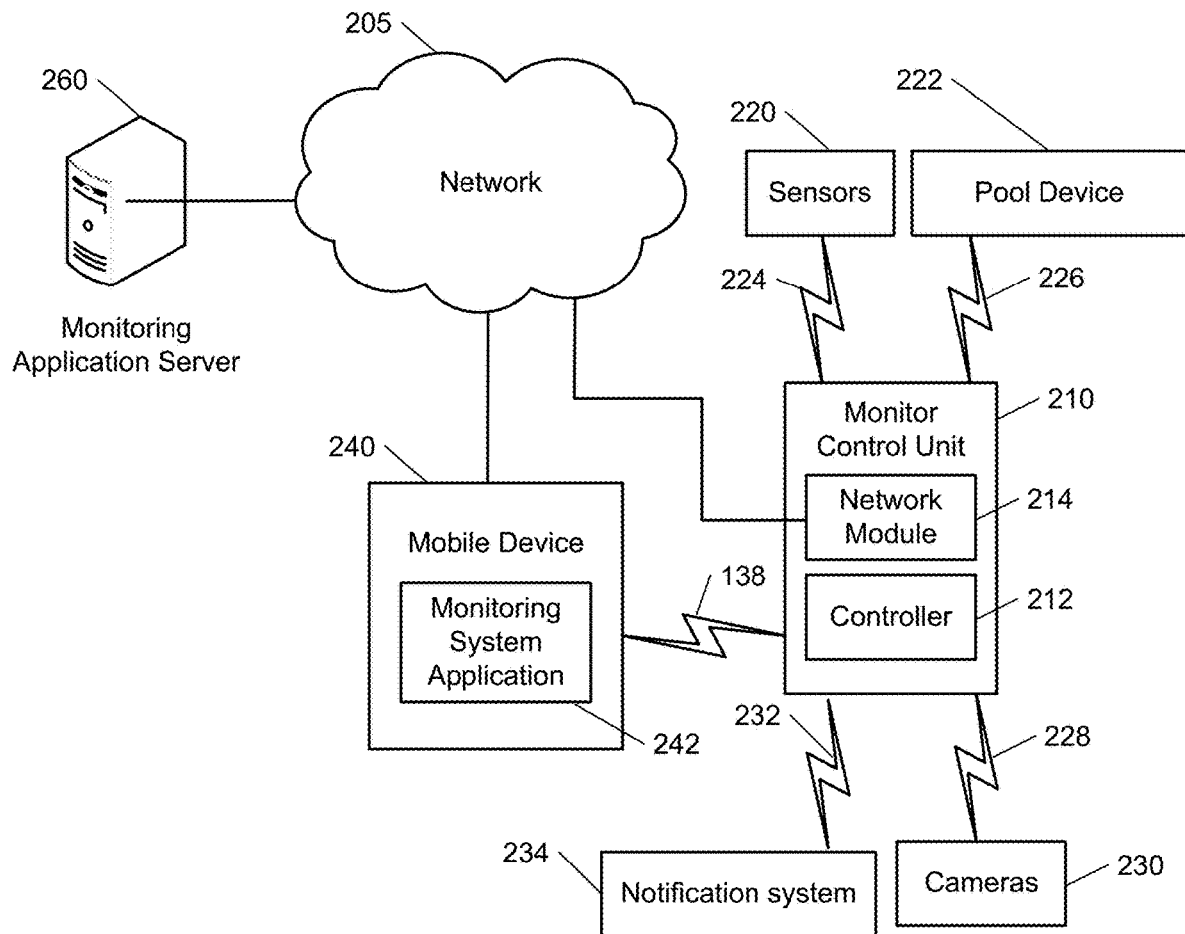 205
260
222
220
Network
Sensors
Pool Device
224
226
Monitoring
Application Server
Monitor
Control Unit
210
240
Network
Module
214
Mobile Device
138
Controller
212
Monitoring
System
Application
232
242
228
234
Notification system
Cameras
230